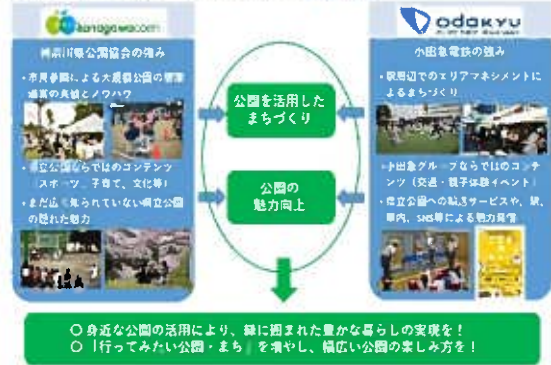 kanagawa
神奈川県公園協会の強み
・市民参画による大規模公園の管理
運営の実績とノウハウ
・県立公園ならではのコンテンツ
（スポーツ、子育て、文化等）
・まだ広く知られていない県立公園
の隠れた魅力
公園を活用した
まちづくり
公園の
魅力向上
ODAKYU
小田急電鉄の強み
・駅周辺でのエリアマネジメントに
よるまちづくり
・小田急グループならではのコンテ
ンツ（交通・親子体験イベント）
・県立公園への輸送サービスや、駅、
車内、SNS等による魅力発信
○ 身近な公園の活用により、緑に囲まれた豊かな暮らしの実現を！
○ 「行ってみたい公園・まち」を増やし、幅広い公園の楽しみ方を！